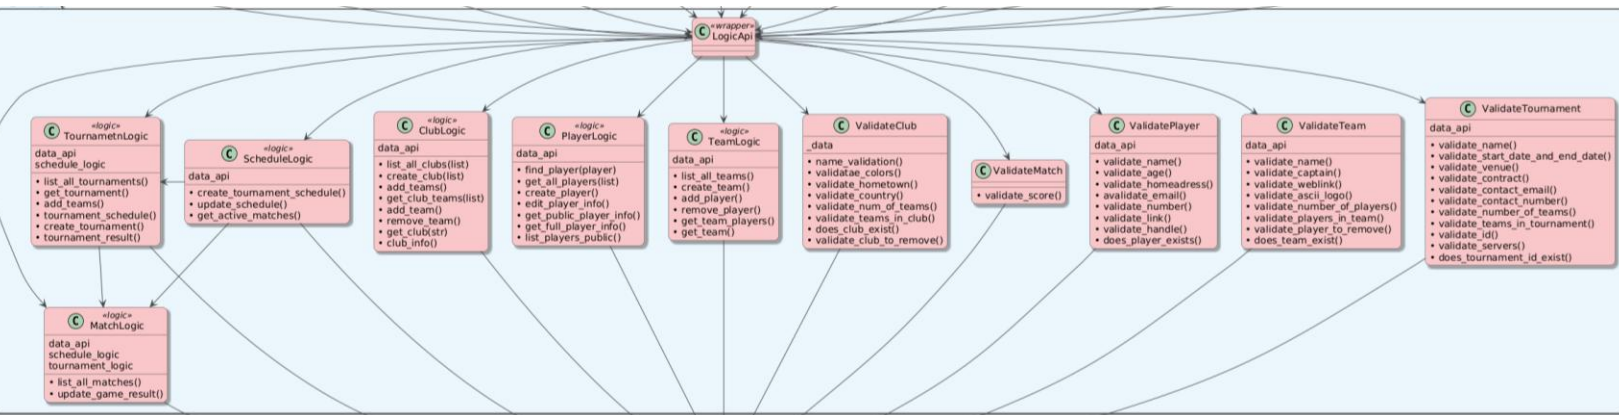 C «wrapper»
LogicApi
C «logic»
TournametnLogic
data_api
schedule_logic
• list_all_tournaments()
• get_tournament()
• add_teams()
• tournament_schedule()
• create_tournament()
• tournament_result()
C «logic»
ScheduleLogic
data_api
• create_tournament_schedule()
• update_schedule()
• get_active_matches()
C «logic»
ClubLogic
data_api
• list_all_clubs(list)
• create_club(list)
• add_teams()
• get_club_teams(list)
• add_team()
• remove_team()
• get_club(str)
• club_info()
C «logic»
PlayerLogic
data_api
• find_player(player)
• get_all_players(list)
• create_player()
• edit_player_info()
• get_public_player_info()
• get_full_player_info()
• list_players_public()
C «logic»
TeamLogic
data_api
• list_all_teams()
• create_team()
• add_player()
• remove_player()
• get_team_players()
• get_team()
C ValidateClub
_data
• name_validation()
• validatae_colors()
• validate_hometown()
• validate_country()
• validate_num_of_teams()
• validate_teams_in_club()
• does_club_exist()
• validate_club_to_remove()
C ValidateMatch
• validate_score()
C ValidatePlayer
data_api
• validate_name()
• validate_age()
• validate_homeadress()
• avalidate_email()
• validate_number()
• validate_link()
• validate_handle()
• does_player_exists()
C ValidateTeam
data_api
• validate_name()
• validate_captain()
• validate_weblink()
• validate_ascii_logo()
• validate_number_of_players()
• validate_players_in_team()
• validate_player_to_remove()
• does_team_exist()
C ValidateTournament
data_api
• validate_name()
• validate_start_date_and_end_date()
• validate_venue()
• validate_contract()
• validate_contact_email()
• validate_contact_number()
• validate_number_of_teams()
• validate_teams_in_tournament()
• validate_id()
• validate_servers()
• does_tournament_id_exist()
C «logic»
MatchLogic
data_api
schedule_logic
tournament_logic
• list_all_matches()
• update_game_result()